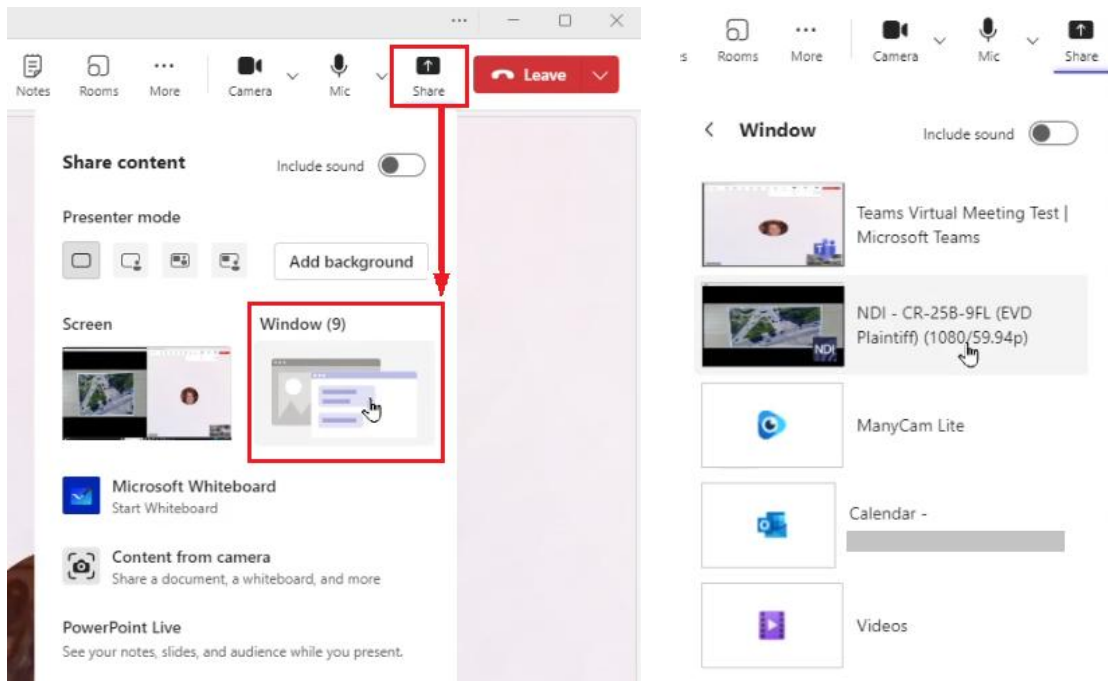 Notes
Rooms
More
Camera
Mic
Share
Leave
Share content
Include sound
Presenter mode
Add background
Screen
Window (9)
Microsoft Whiteboard
Start Whiteboard
Content from camera
Share a document, a whiteboard, and more
PowerPoint Live
See your notes, slides, and audience while you present.
Rooms
More
Camera
Mic
Share
Window
Include sound
Teams Virtual Meeting Test |
Microsoft Teams
NDI - CR-25B-9FL (EVD
Plaintiff) (1080/59.94p)
NDI
ManyCam Lite
Calendar -
Videos